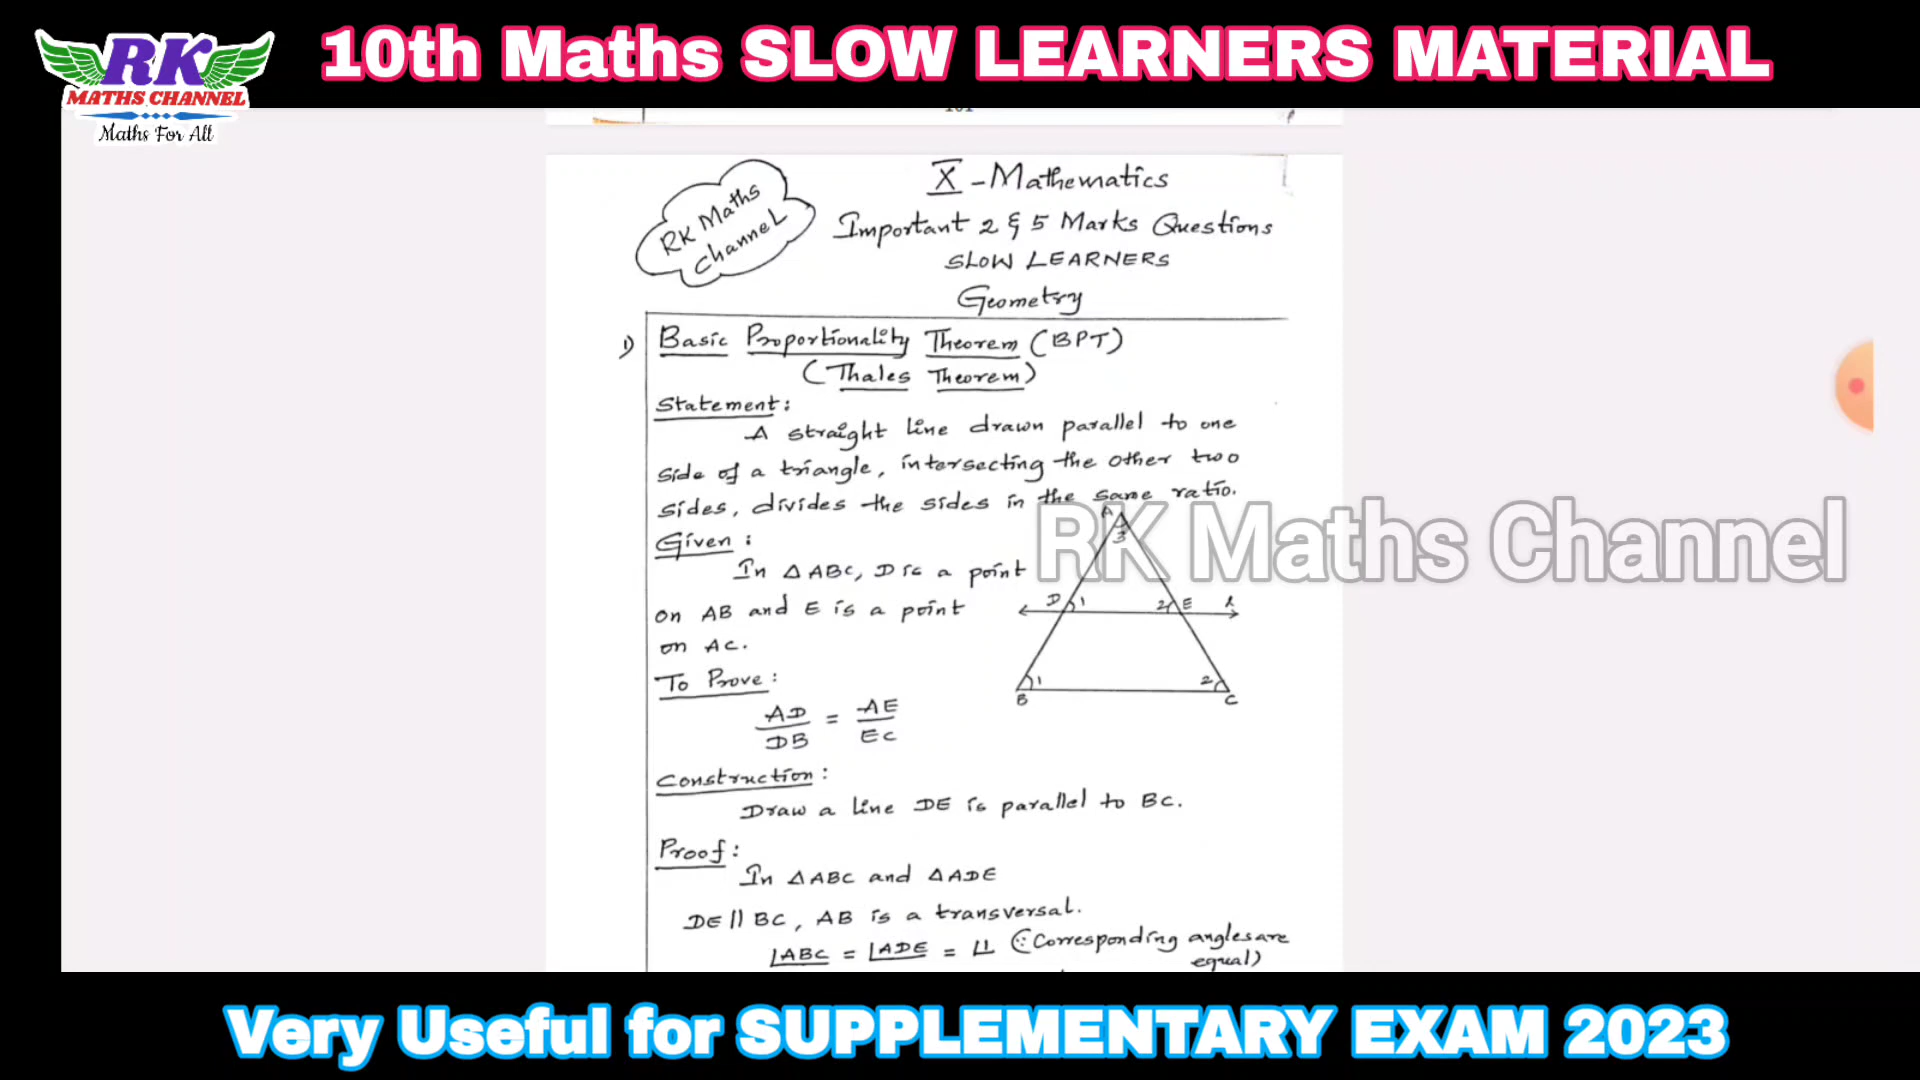 RK
MATHS CHANNEL
Maths For All
10th Maths SLOW LEARNERS MATERIAL
RK Maths
Channel
X - Mathematics
Important 2 & 5 Marks Questions
SLOW LEARNERS
Geometry
1) Basic Proportionality Theorem (BPT)
(Thales Theorem)
Statement:
A straight line drawn parallel to one
side of a triangle, intersecting the other two
sides, divides the sides in the same ratio.
Given:
In △ABC, D is a point
on AB and E is a point
on AC.
A
3
D 1 2 E l
1 2
B C
RK Maths Channel
To Prove:
AD/DB = AE/EC
Construction:
Draw a line DE is parallel to BC.
Proof:
In △ABC and △ADE
DE || BC, AB is a transversal.
∠ABC = ∠ADE = ∠1 (∵ Corresponding angles are
equal)
Very Useful for SUPPLEMENTARY EXAM 2023